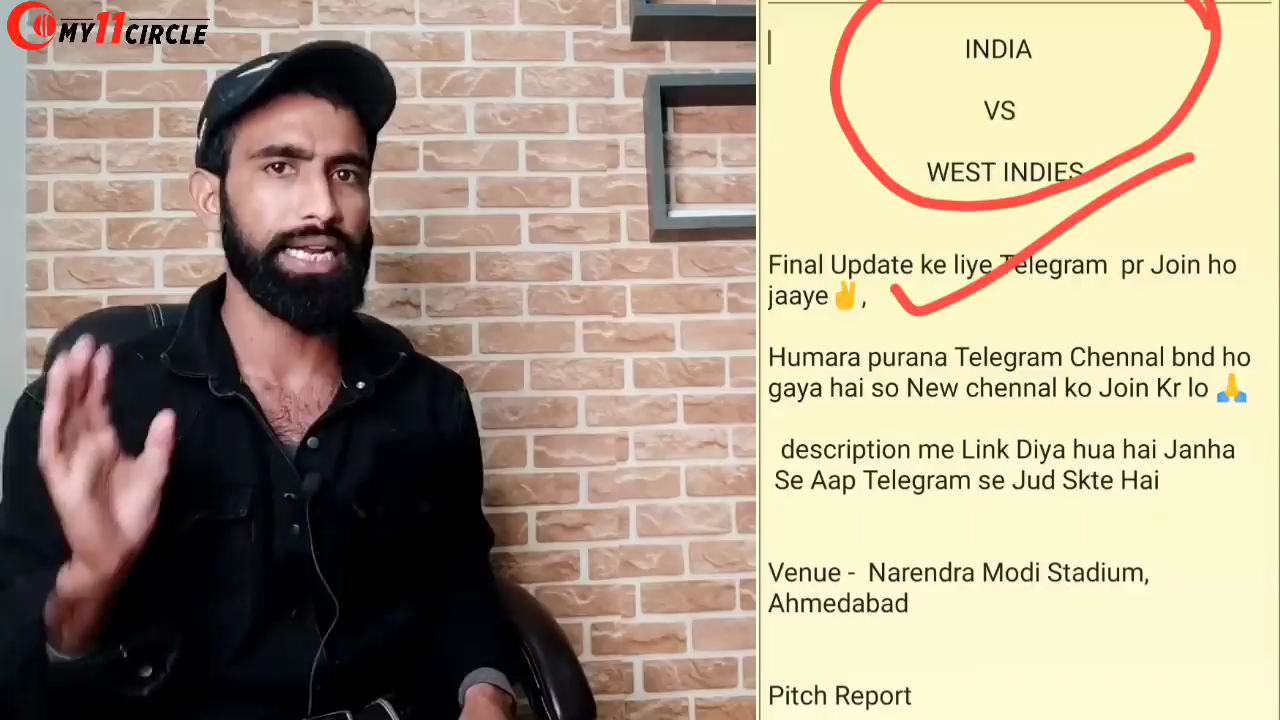 MY11CIRCLE
INDIA
VS
WEST INDIES
Final Update ke liye Telegram pr Join ho
jaaye✌️,
Humara purana Telegram Chennal bnd ho
gaya hai so New chennal ko Join Kr lo 🙏
description me Link Diya hua hai Janha
Se Aap Telegram se Jud Skte Hai
Venue - Narendra Modi Stadium,
Ahmedabad
Pitch Report